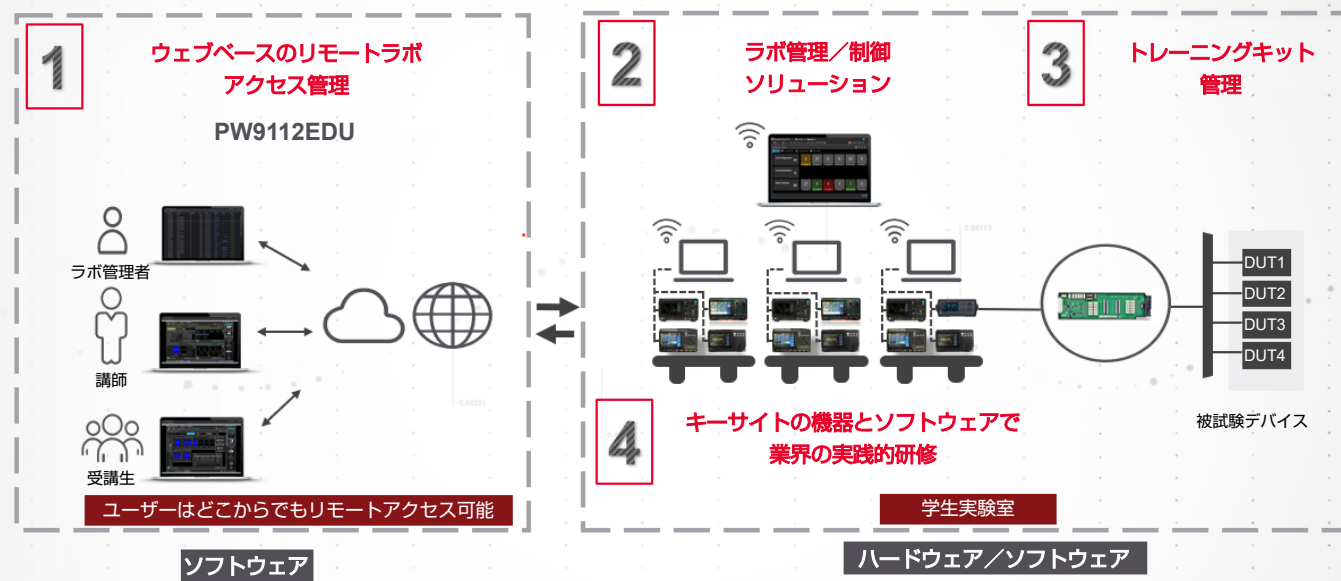 1
ウェブベースのリモートラボ
アクセス管理
PW9112EDU
ラボ管理者
講師
受講生
ユーザーはどこからでもリモートアクセス可能
ソフトウェア
2
ラボ管理／制御
ソリューション
3
トレーニングキット
管理
DUT1
DUT2
DUT3
DUT4
被試験デバイス
4
キーサイトの機器とソフトウェアで
業界の実践的研修
学生実験室
ハードウェア／ソフトウェア